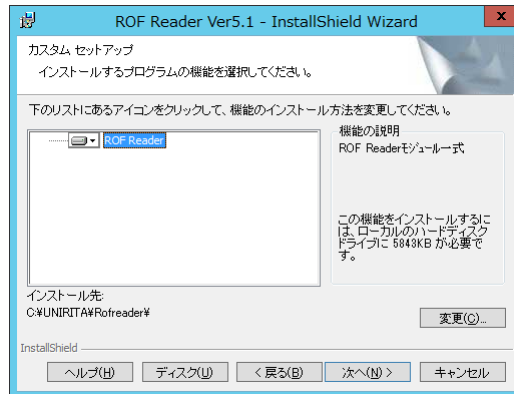 ROF Reader Ver5.1 - InstallShield Wizard
x
カスタム セットアップ
インストールするプログラムの機能を選択してください。
下のリストにあるアイコンをクリックして、機能のインストール方法を変更してください。
ROF Reader
機能の説明
ROF Readerモジュール一式
この機能をインストールするに
は、ローカルのハードディスク
ドライブに 5843KB が必要で
す。
インストール先:
C:¥UNIRITA¥Rofreader¥
変更(C)...
InstallShield
ヘルプ(H)
ディスク(U)
< 戻る(B)
次へ(N) >
キャンセル